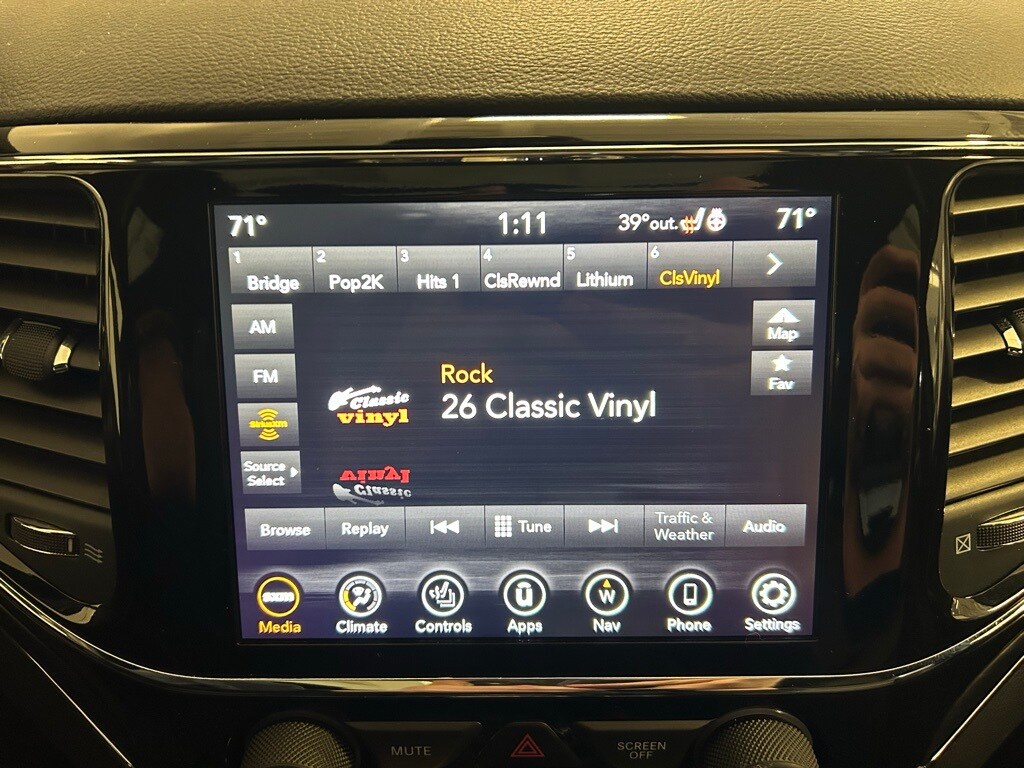 71° 1:11 39°out. 71°
1 Bridge 2 Pop2K 3 Hits 1 4 ClsRewnd 5 Lithium 6 ClsVinyl
AM
FM
SiriusXM
Source
Select
Map
Fav
Rock
26 Classic Vinyl
Classic
vinyl
Browse Replay Tune Traffic &
Weather Audio
sxm u W
Media Climate Controls Apps Nav Phone Settings
MUTE SCREEN
OFF